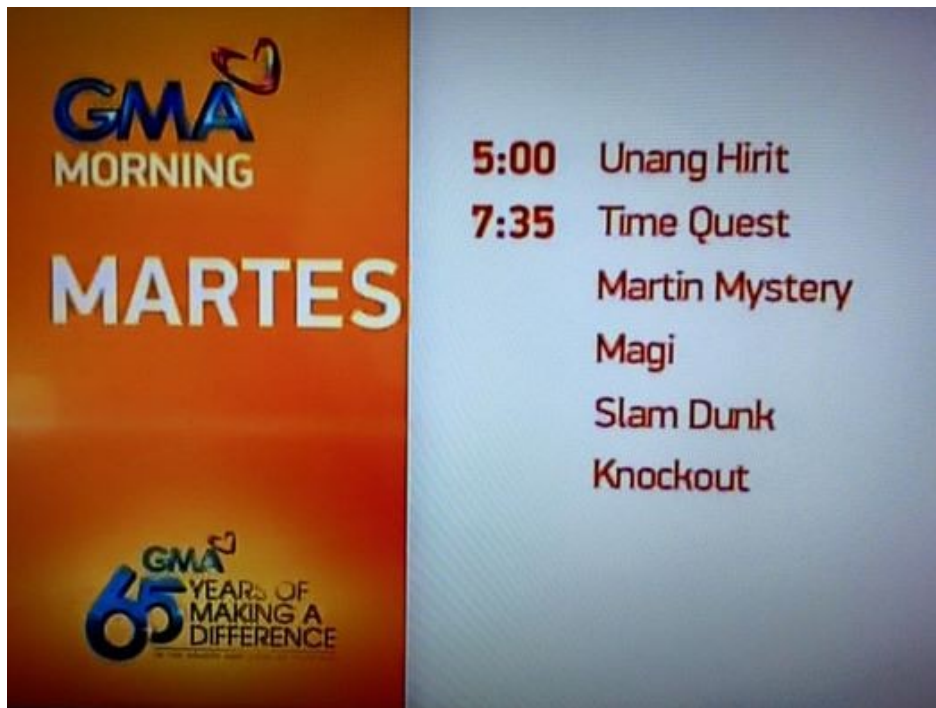 GMA
MORNING
MARTES
5:00 Unang Hirit
7:35 Time Quest
Martin Mystery
Magi
Slam Dunk
Knockout
GMA
65 YEARS OF
MAKING A
DIFFERENCE